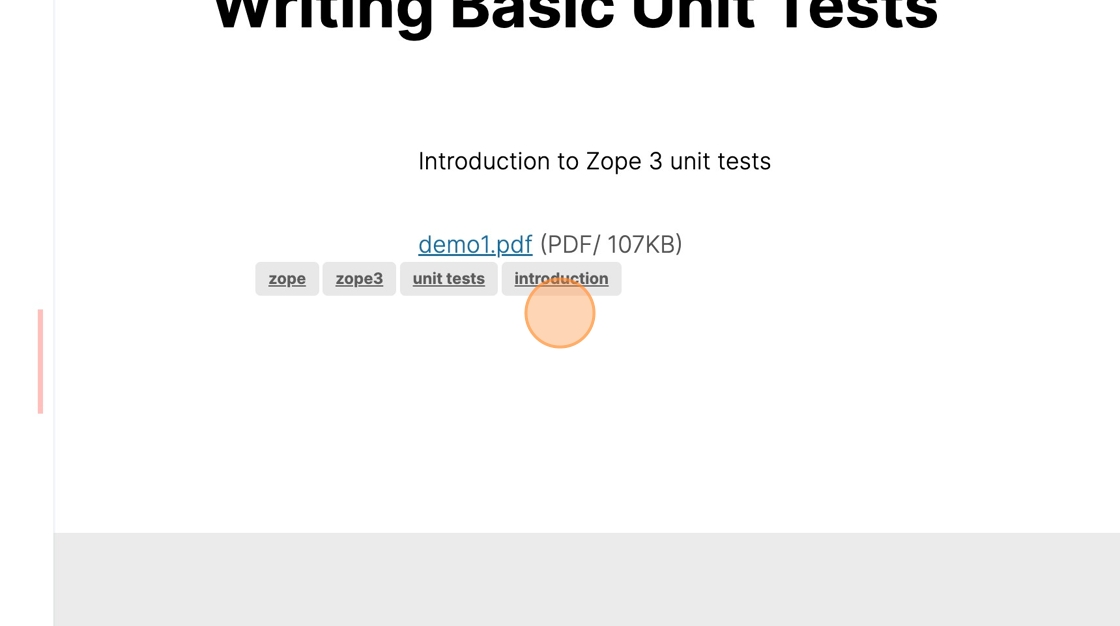 Writing Basic Unit Tests
Introduction to Zope 3 unit tests
demo1.pdf (PDF/ 107KB)
zope zope3 unit tests introduction